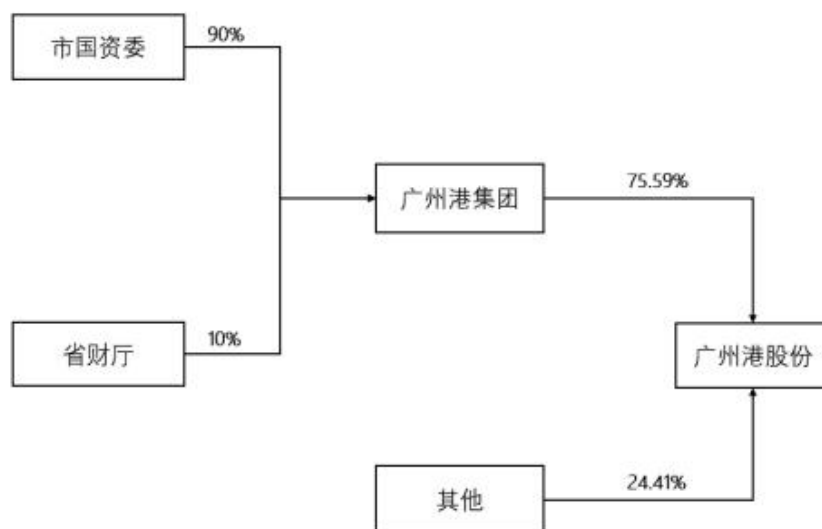 市国资委
90%
广州港集团
75.59%
省财厅
10%
广州港股份
其他
24.41%